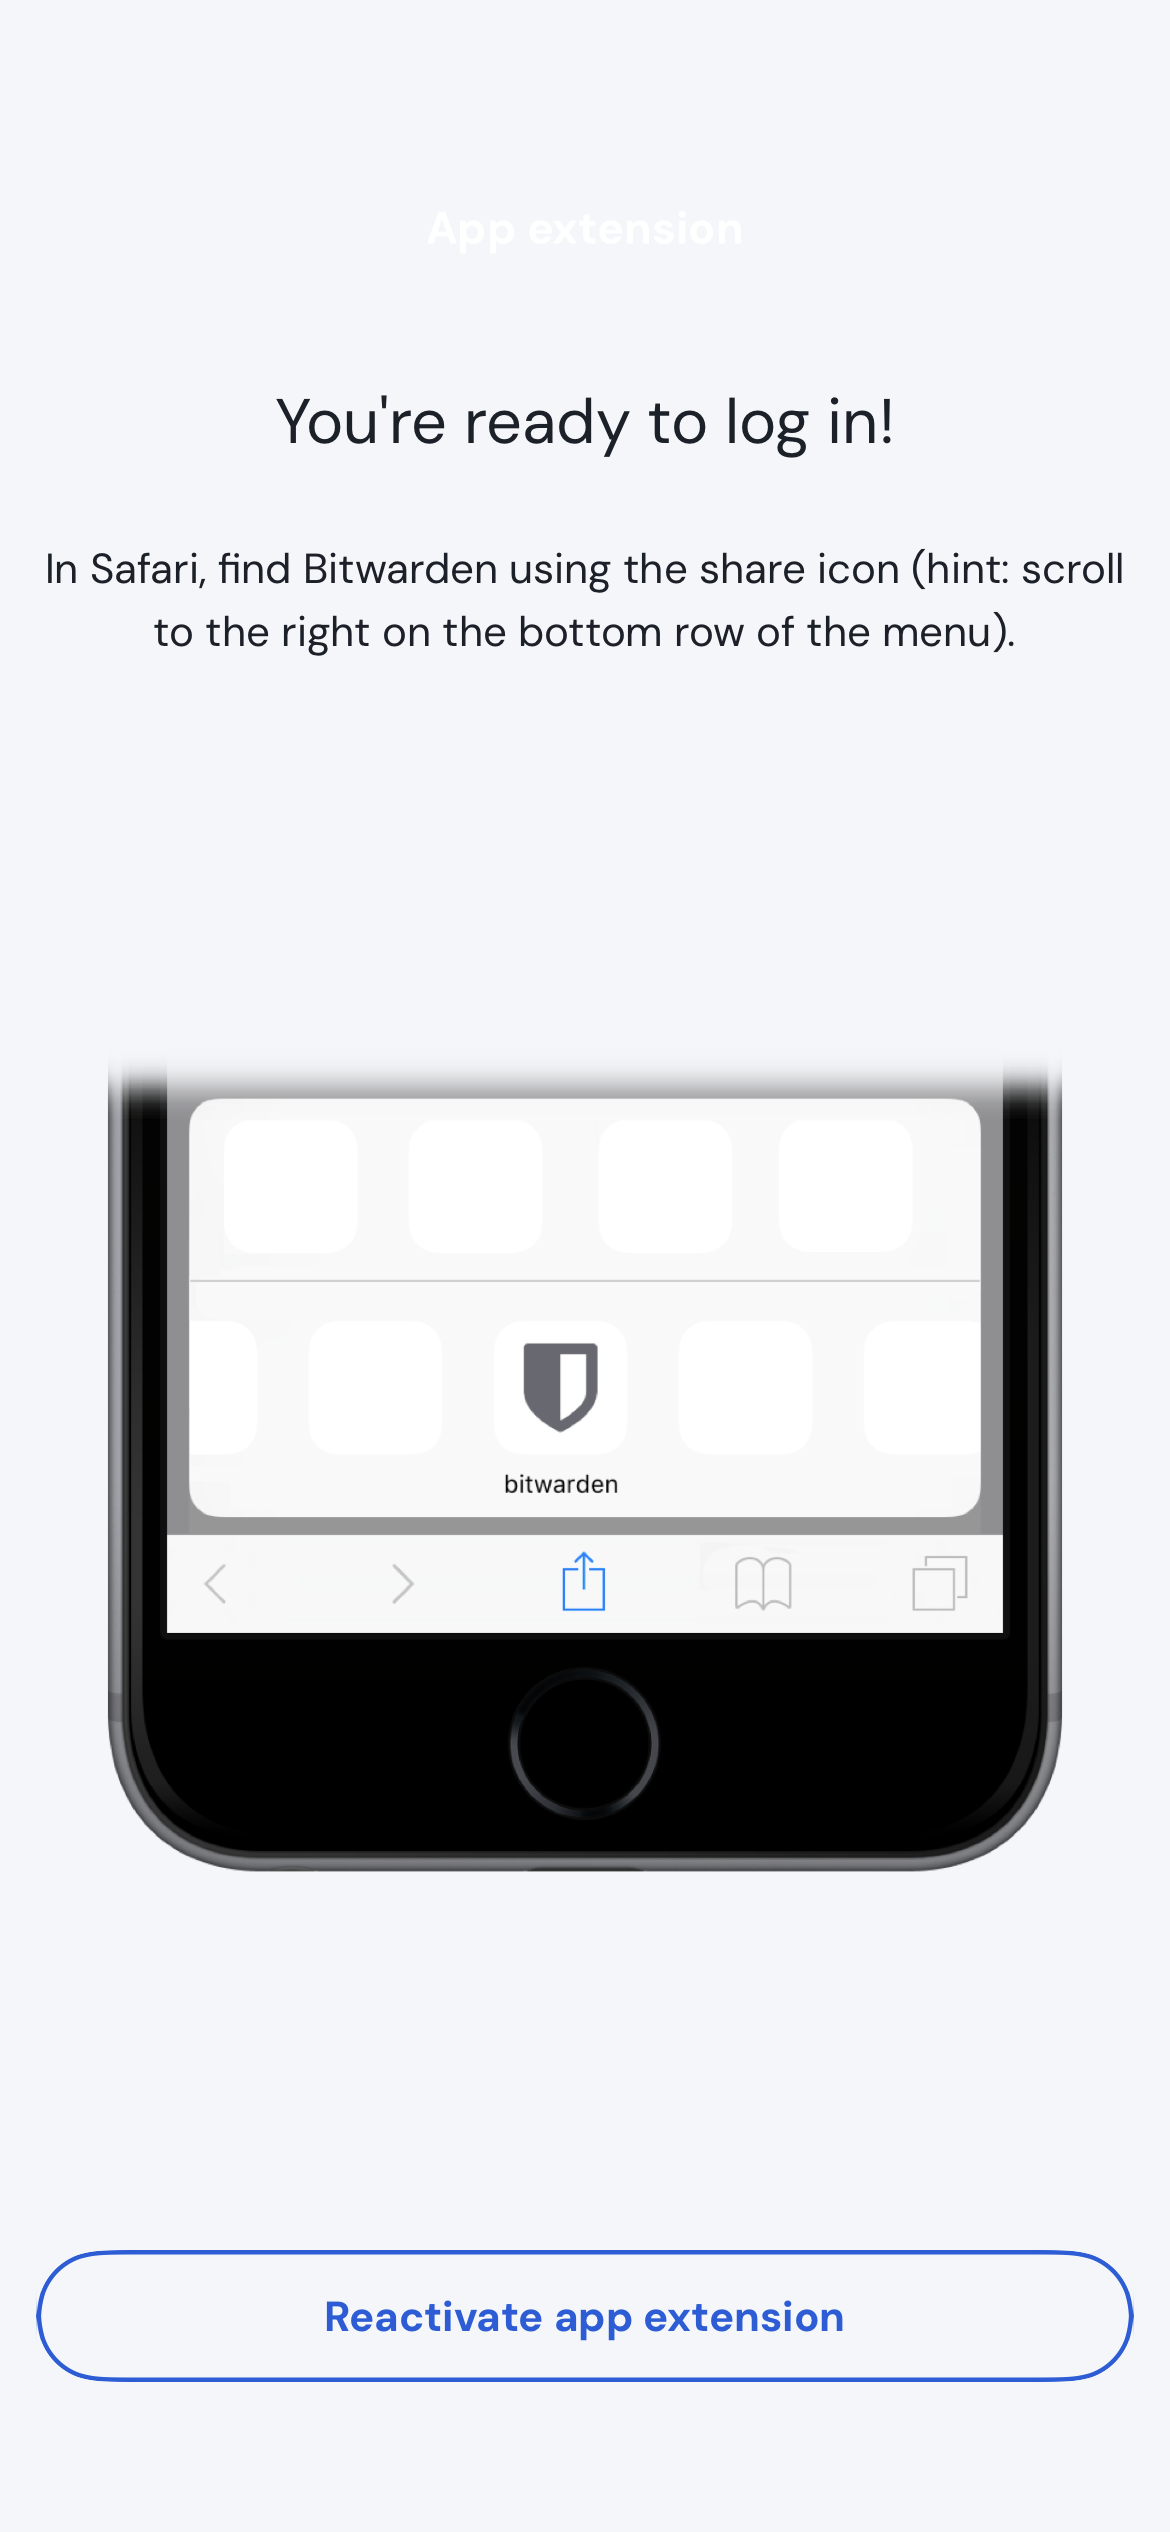 App extension
You're ready to log in!
In Safari, find Bitwarden using the share icon (hint: scroll
to the right on the bottom row of the menu).
bitwarden
Reactivate app extension